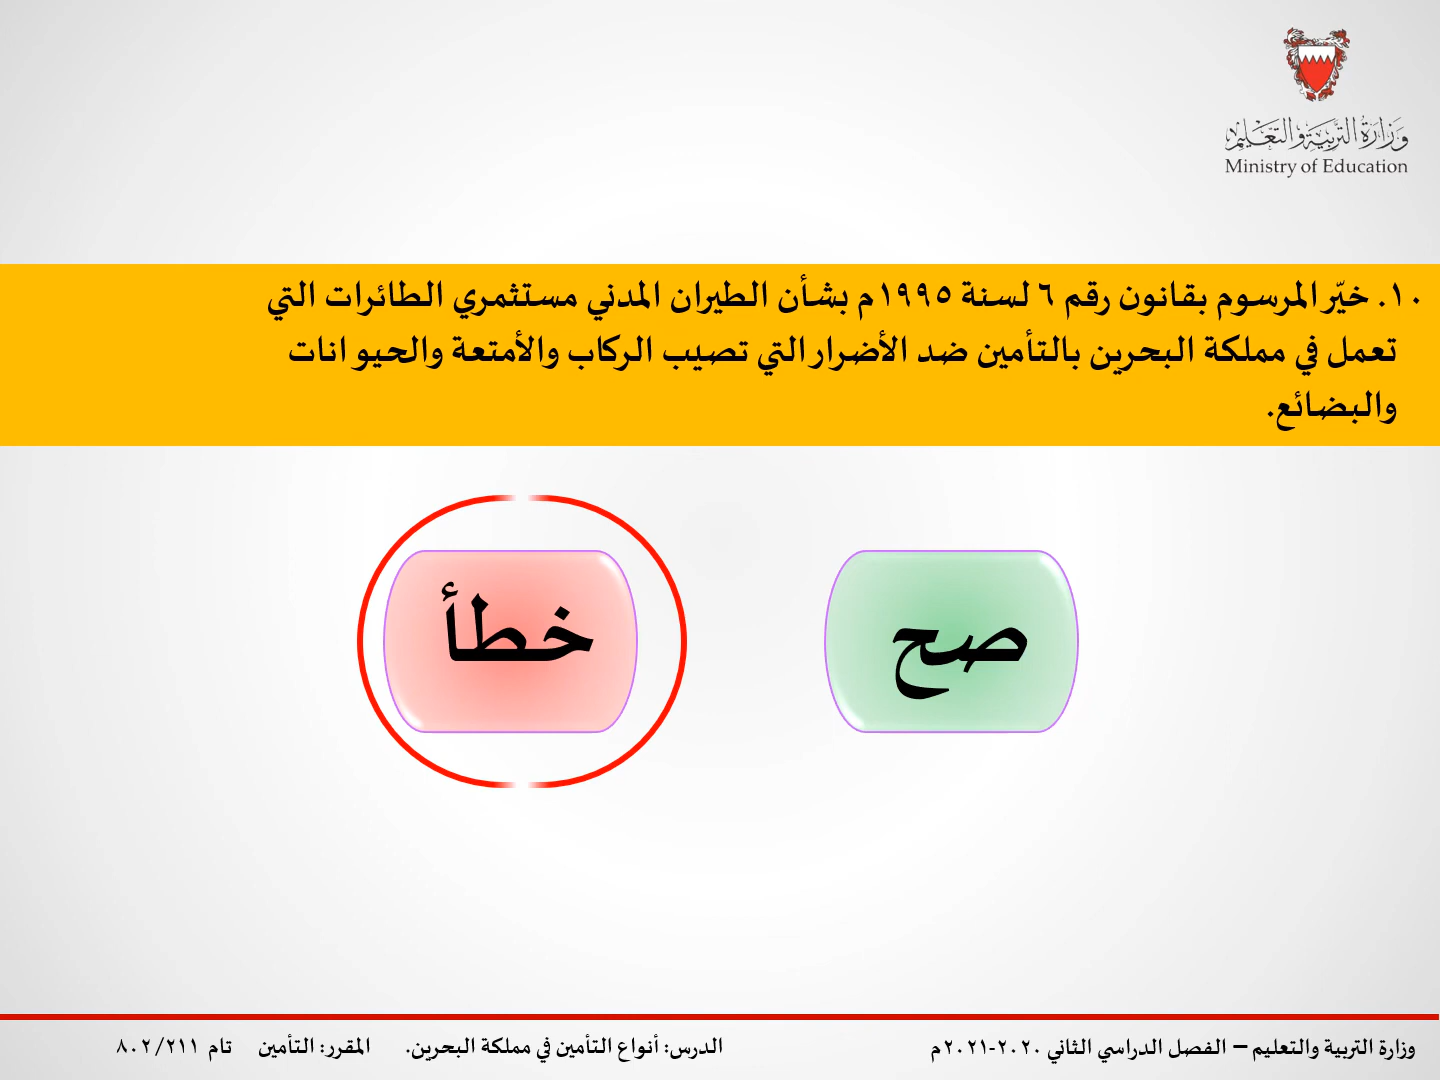 وزارة التربية والتعليم
Ministry of Education
١٠. خيّر المرسوم بقانون رقم ٦ لسنة ١٩٩٥م بشأن الطيران المدني مستثمري الطائرات التي
تعمل في مملكة البحرين بالتأمين ضد الأضرار التي تصيب الركاب والأمتعة والحيوانات
والبضائع.
صح
خطأ
وزارة التربية والتعليم – الفصل الدراسي الثاني ٢٠٢٠-٢٠٢١م الدرس: أنواع التأمين في مملكة البحرين. المقرر: التأمين تام ٨٠٢/٢١١